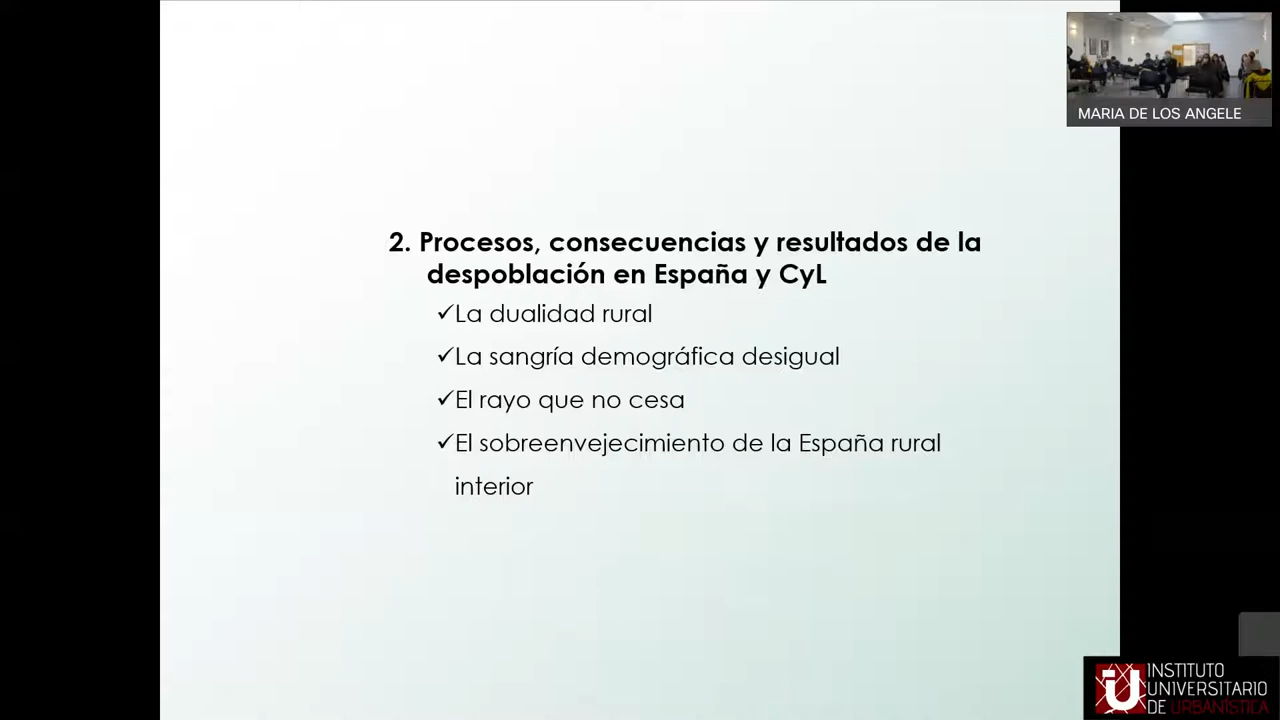 MARIA DE LOS ANGELE
2. Procesos, consecuencias y resultados de la
despoblación en España y CyL
✓La dualidad rural
✓La sangría demográfica desigual
✓El rayo que no cesa
✓El sobreenvejecimiento de la España rural
interior
iU INSTITUTO
UNIVERSITARIO
DE URBANÍSTICA